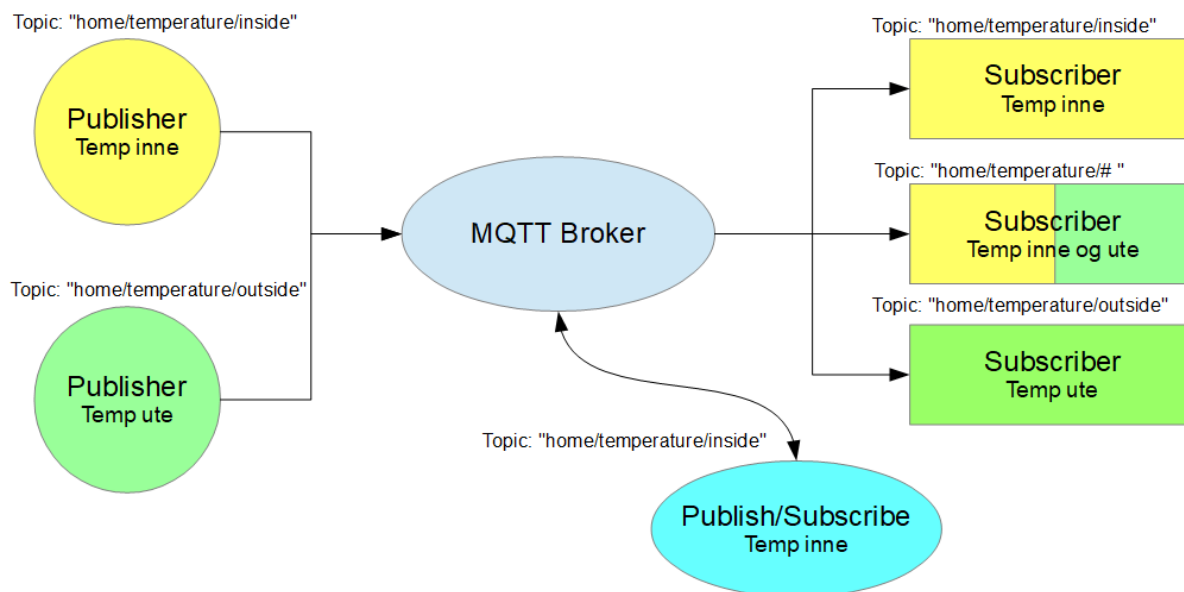 Topic: "home/temperature/inside"
Publisher
Temp inne
Topic: "home/temperature/outside"
Publisher
Temp ute
MQTT Broker
Topic: "home/temperature/inside"
Publish/Subscribe
Temp inne
Topic: "home/temperature/inside"
Subscriber
Temp inne
Topic: "home/temperature/# "
Subscriber
Temp inne og ute
Topic: "home/temperature/outside"
Subscriber
Temp ute